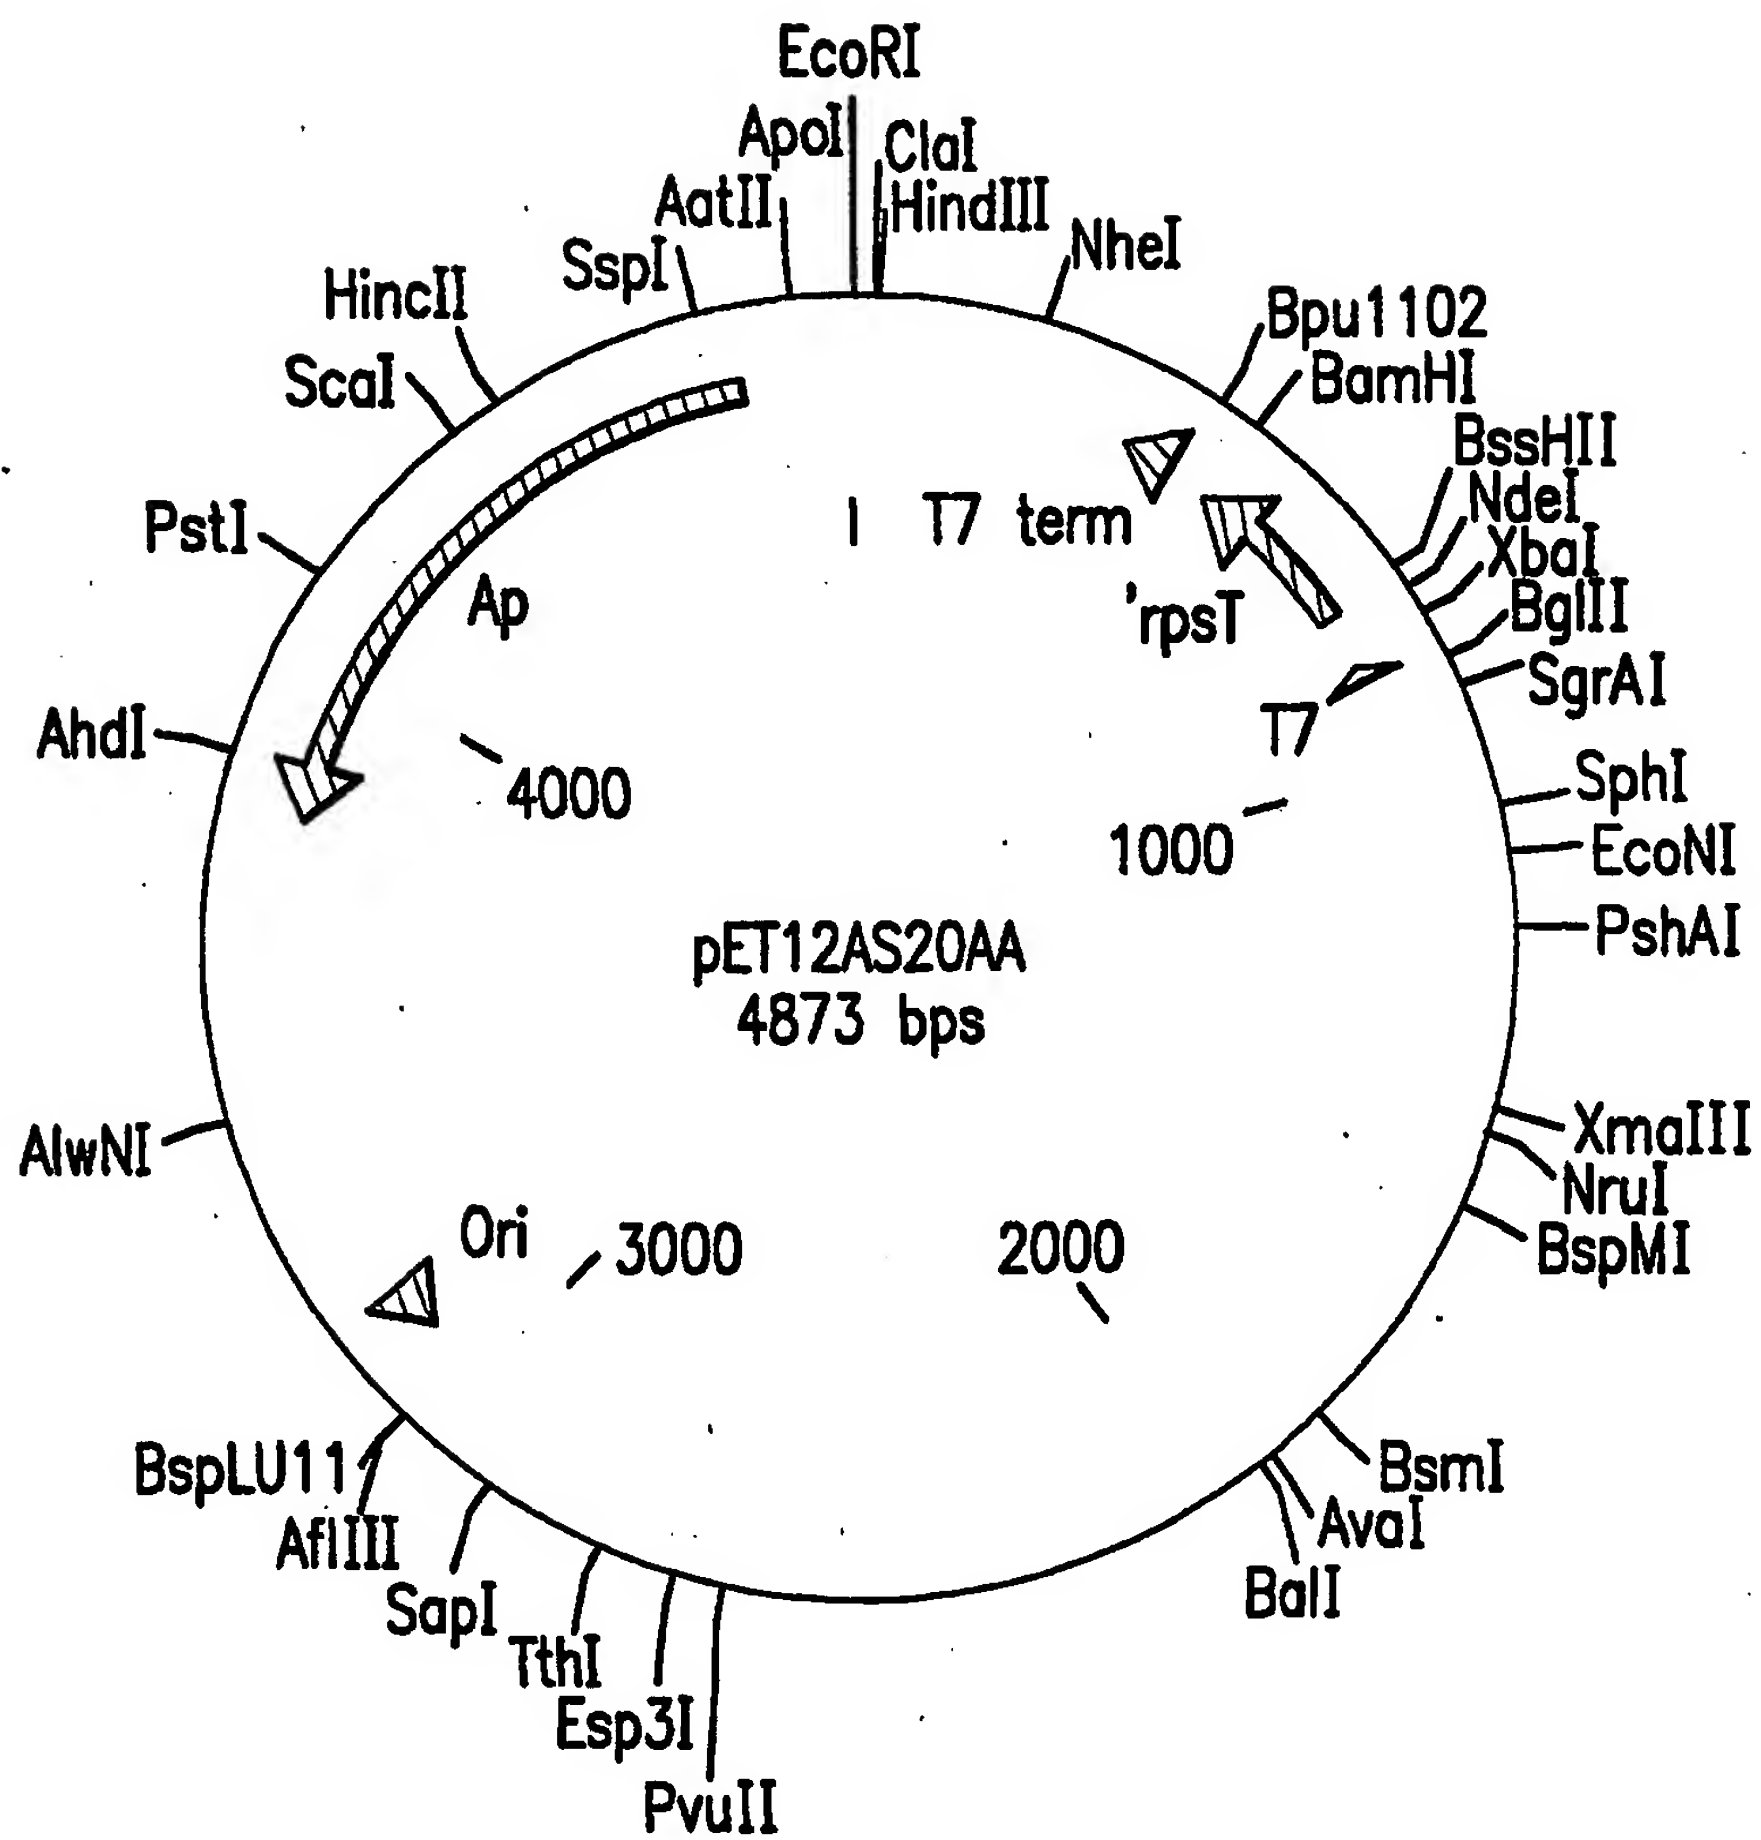 EcoRI
ApoI
ClaI
AatII
HindIII
SspI
NheI
HincII
Bpu1102
ScaI
BamHI
BssHII
NdeI
PstI
I T7 term
XbaI
Ap
'rpsT
BglII
SgrAI
AhdI
T7
4000
SphI
1000
EcoNI
pET12AS20AA
PshAI
4873 bps
AlwNI
XmaIII
NruI
Ori
3000
2000
BspMI
BspLU11
BsmI
AflIII
AvaI
SapI
BalI
TthI
Esp3I
PvuII